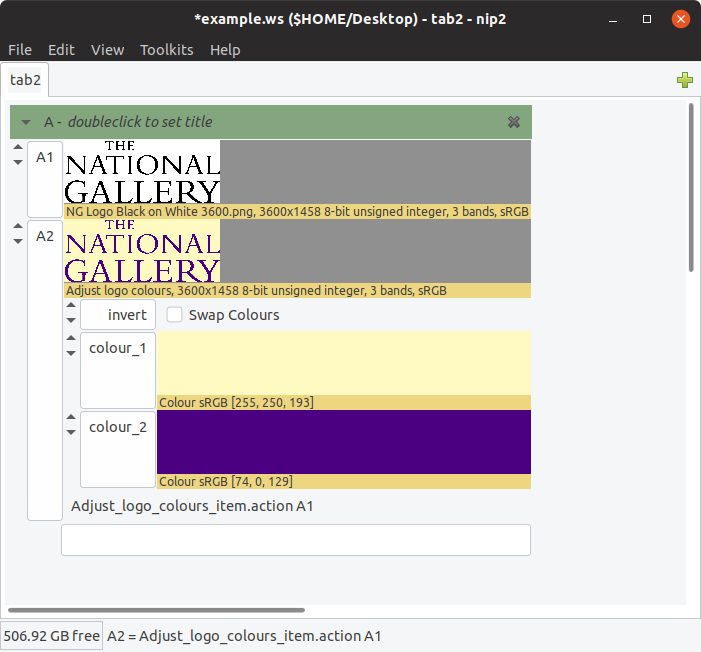 *example.ws ($HOME/Desktop) - tab2 - nip2
File Edit View Toolkits Help
tab2
A - doubleclick to set title
A1
THE
NATIONAL
GALLERY
NG Logo Black on White 3600.png, 3600x1458 8-bit unsigned integer, 3 bands, sRGB
A2
THE
NATIONAL
GALLERY
Adjust logo colours, 3600x1458 8-bit unsigned integer, 3 bands, sRGB
invert Swap Colours
colour_1
Colour sRGB [255, 250, 193]
colour_2
Colour sRGB [74, 0, 129]
Adjust_logo_colours_item.action A1
506.92 GB free A2 = Adjust_logo_colours_item.action A1